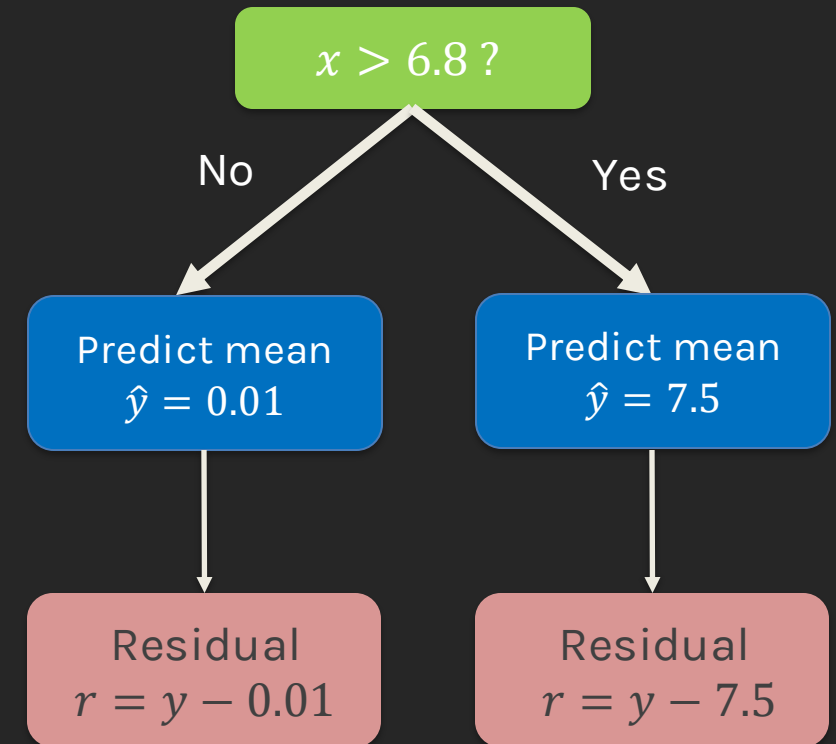 x > 6.8 ?
No
Yes
Predict mean
ŷ = 0.01
Predict mean
ŷ = 7.5
Residual
r = y − 0.01
Residual
r = y − 7.5